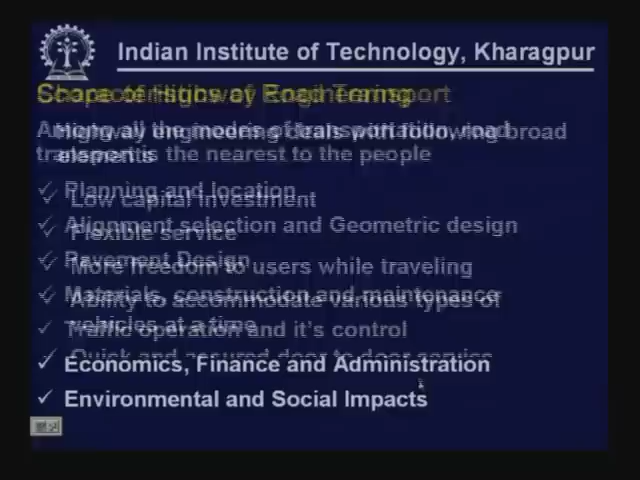 Indian Institute of Technology, Kharagpur
Scope of Highway Engineering
Characteristics of Road Transport
Highway engineering deals with following broad
elements
Among all the modes of transportation, road
transport is the nearest to the people
✓ Planning and location
✓ Low capital investment
✓ Alignment selection and Geometric design
✓ Flexible service
✓ Pavement Design
✓ More freedom to users while traveling
✓ Materials, construction and maintenance
✓ Ability to accommodate various types of
vehicles at a time
✓ Traffic operation and it's control
✓ Quick and assured door to door service
✓ Economics, Finance and Administration
✓ Environmental and Social Impacts